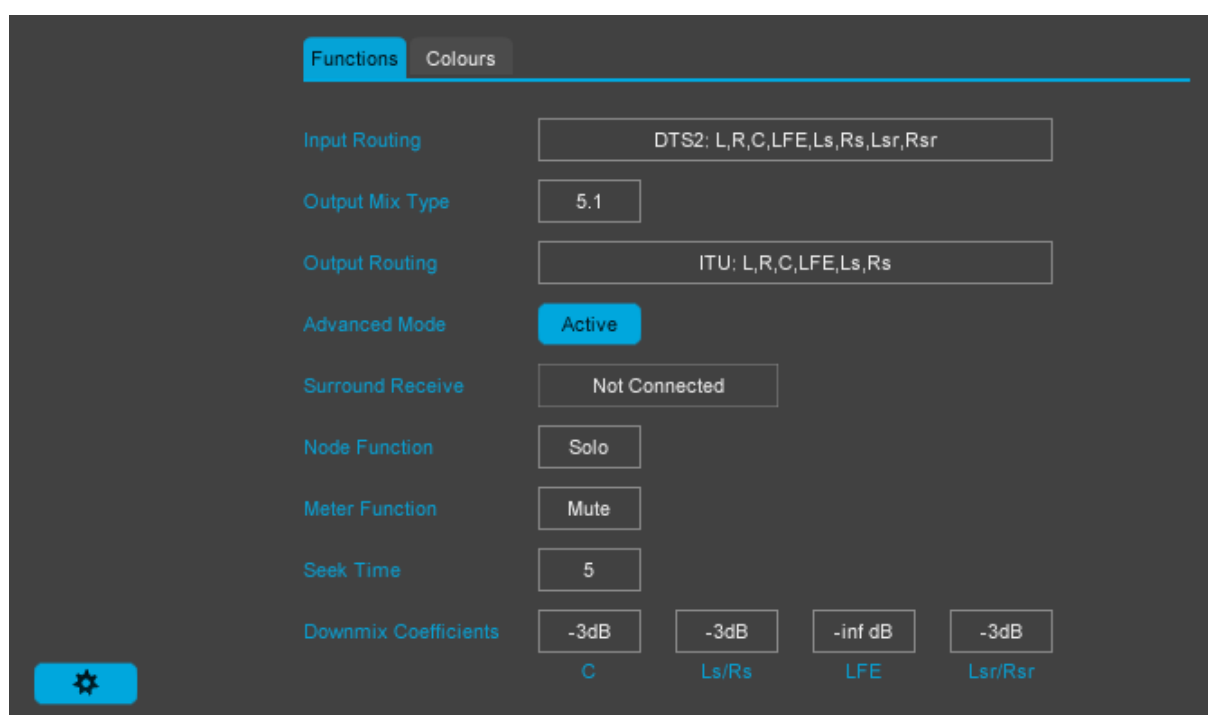 Functions Colours
Input Routing DTS2: L,R,C,LFE,Ls,Rs,Lsr,Rsr
Output Mix Type 5.1
Output Routing ITU: L,R,C,LFE,Ls,Rs
Advanced Mode Active
Surround Receive Not Connected
Node Function Solo
Meter Function Mute
Seek Time 5
Downmix Coefficients -3dB -3dB -inf dB -3dB
C Ls/Rs LFE Lsr/Rsr